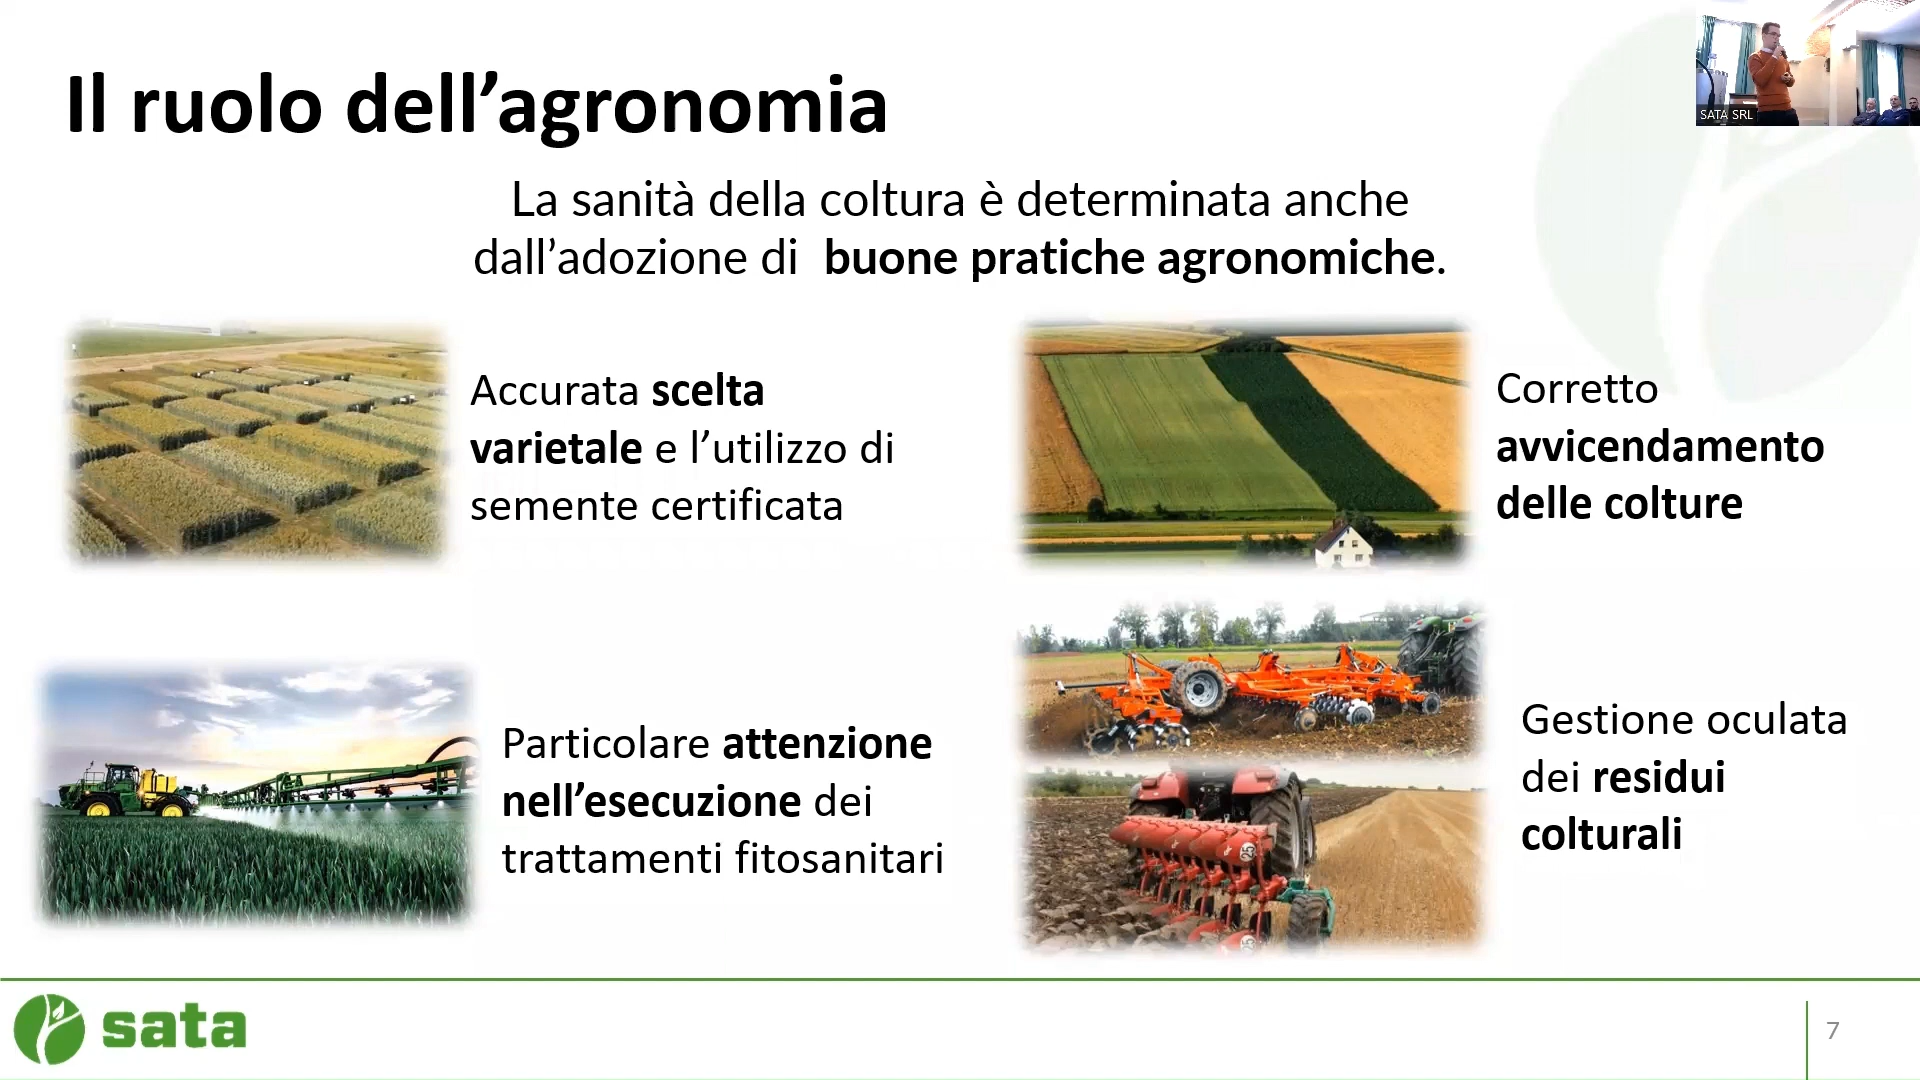 Il ruolo dell’agronomia
SATA SRL
La sanità della coltura è determinata anche
dall’adozione di buone pratiche agronomiche.
Accurata scelta
varietale e l’utilizzo di
semente certificata
Corretto
avvicendamento
delle colture
Particolare attenzione
nell’esecuzione dei
trattamenti fitosanitari
Gestione oculata
dei residui
colturali
25
25
sata
7